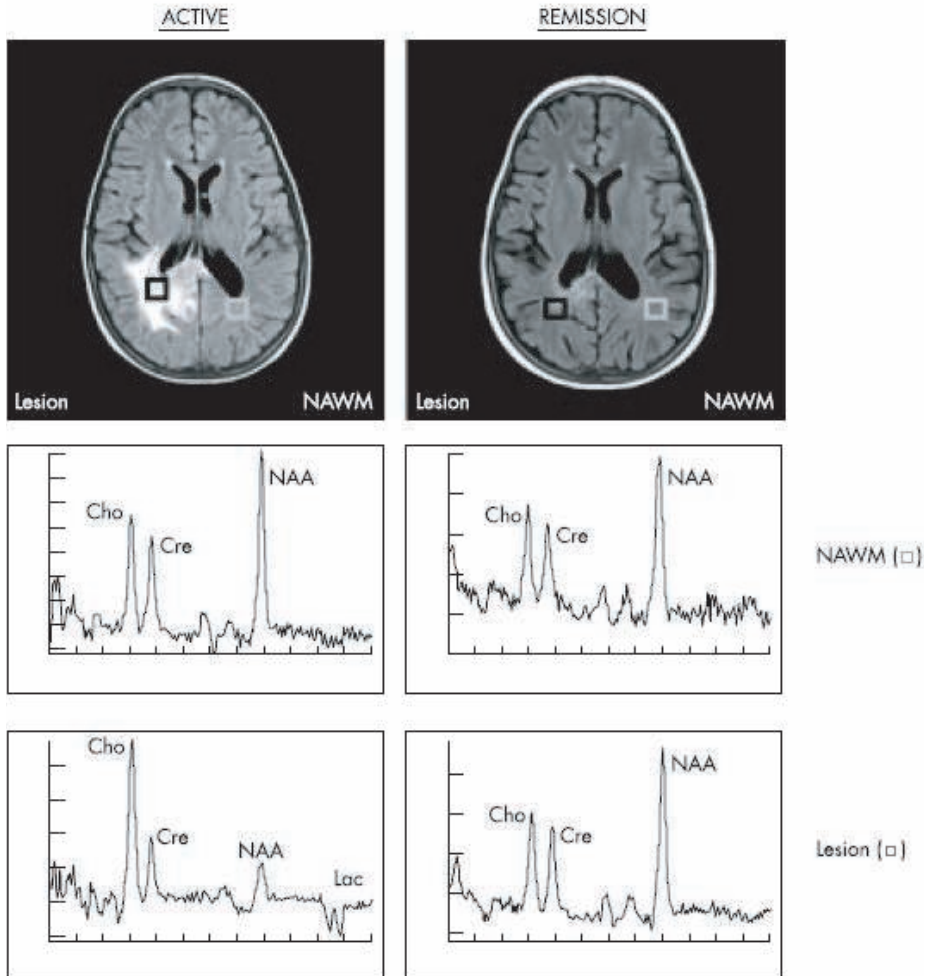 ACTIVE
REMISSION
Lesion
NAWM
Lesion
NAWM
NAA
Cho
Cre
NAA
Cho
Cre
NAWM (□)
Cho
Cre
NAA
Lac
NAA
Cho
Cre
Lesion (□)